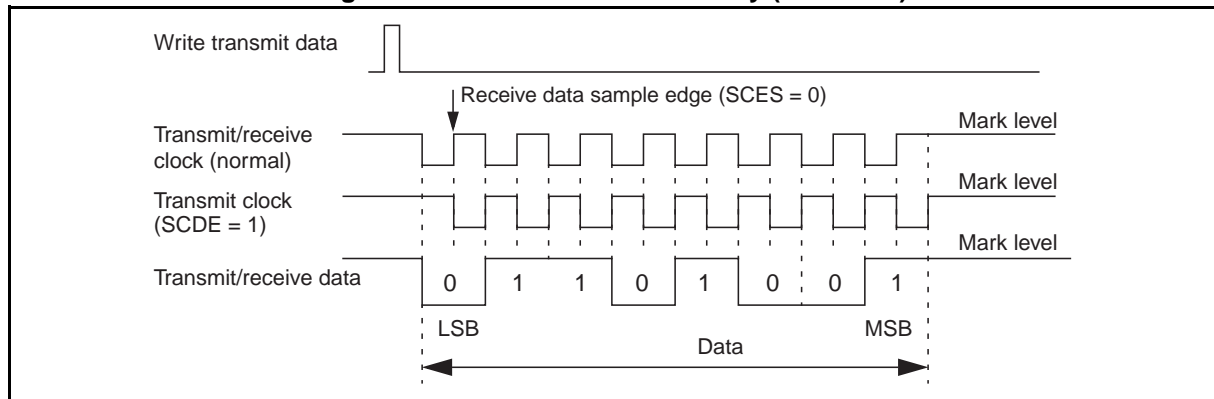 Write transmit data
Receive data sample edge (SCES = 0)
Mark level
Transmit/receive
clock (normal)
Mark level
Transmit clock
(SCDE = 1)
Mark level
Transmit/receive data
0 1 1 0 1 0 0 1
LSB MSB
Data